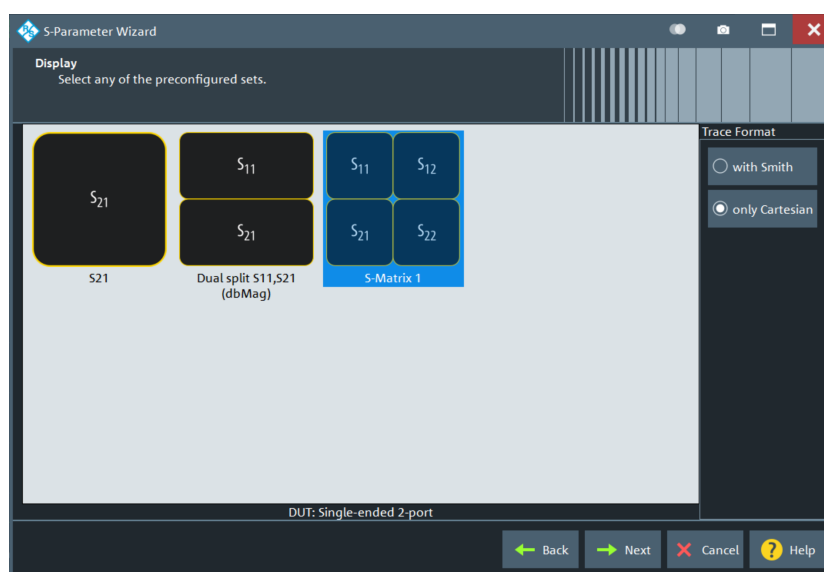 S-Parameter Wizard
Display
Select any of the preconfigured sets.
S21
S21
S11
S21
Dual split S11,S21
(dbMag)
S11 S12
S21 S22
S-Matrix 1
Trace Format
with Smith
only Cartesian
DUT: Single-ended 2-port
Back Next Cancel ? Help